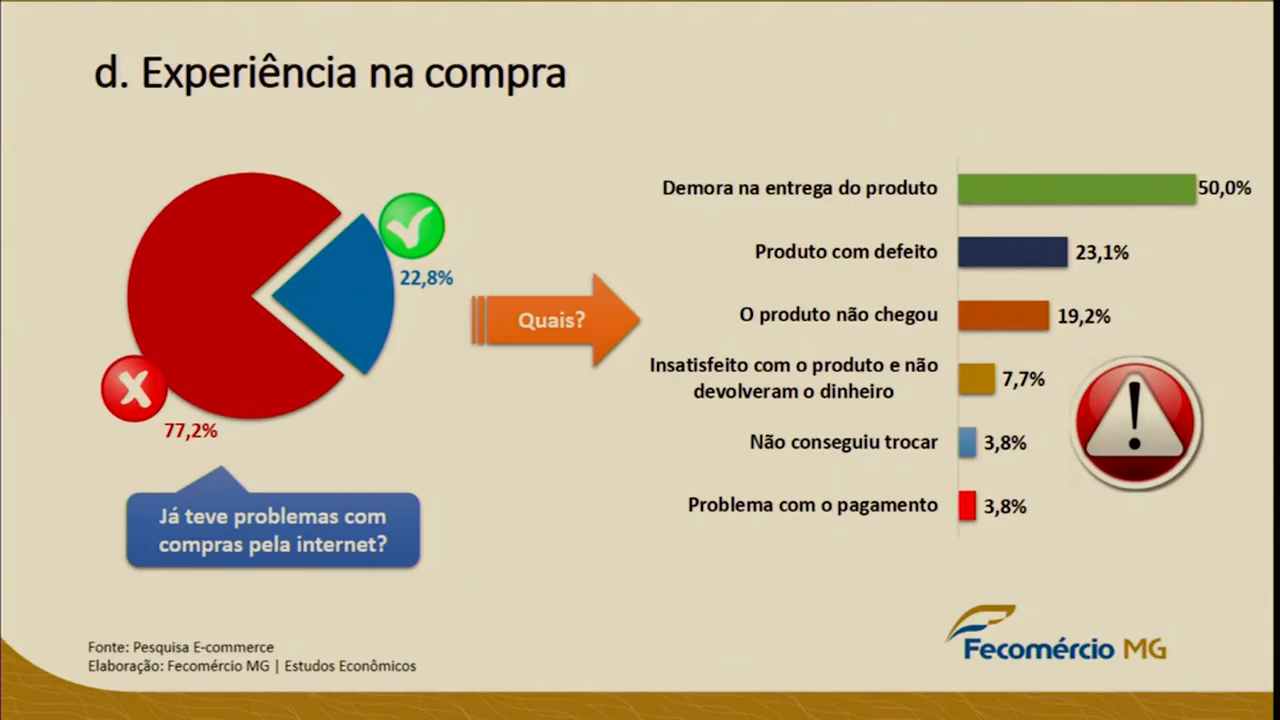 d. Experiência na compra
22,8%
77,2%
Já teve problemas com
compras pela internet?
Quais?
Demora na entrega do produto
50,0%
Produto com defeito
23,1%
O produto não chegou
19,2%
Insatisfeito com o produto e não
devolveram o dinheiro
7,7%
Não conseguiu trocar
3,8%
Problema com o pagamento
3,8%
Fonte: Pesquisa E-commerce
Elaboração: Fecomércio MG | Estudos Econômicos
Fecomércio MG